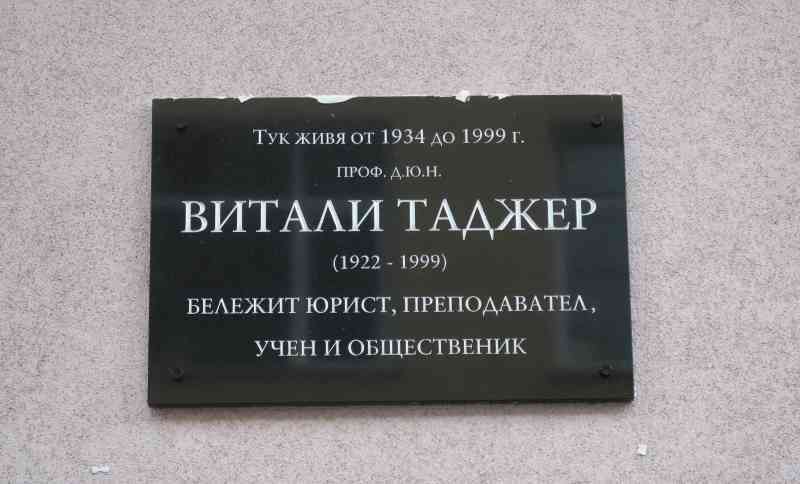 Тук живя от 1934 до 1999 г.
проф. д.ю.н.
ВИТАЛИ ТАДЖЕР
(1922 - 1999)
БЕЛЕЖИТ ЮРИСТ, ПРЕПОДАВАТЕЛ,
УЧЕН И ОБЩЕСТВЕНИК